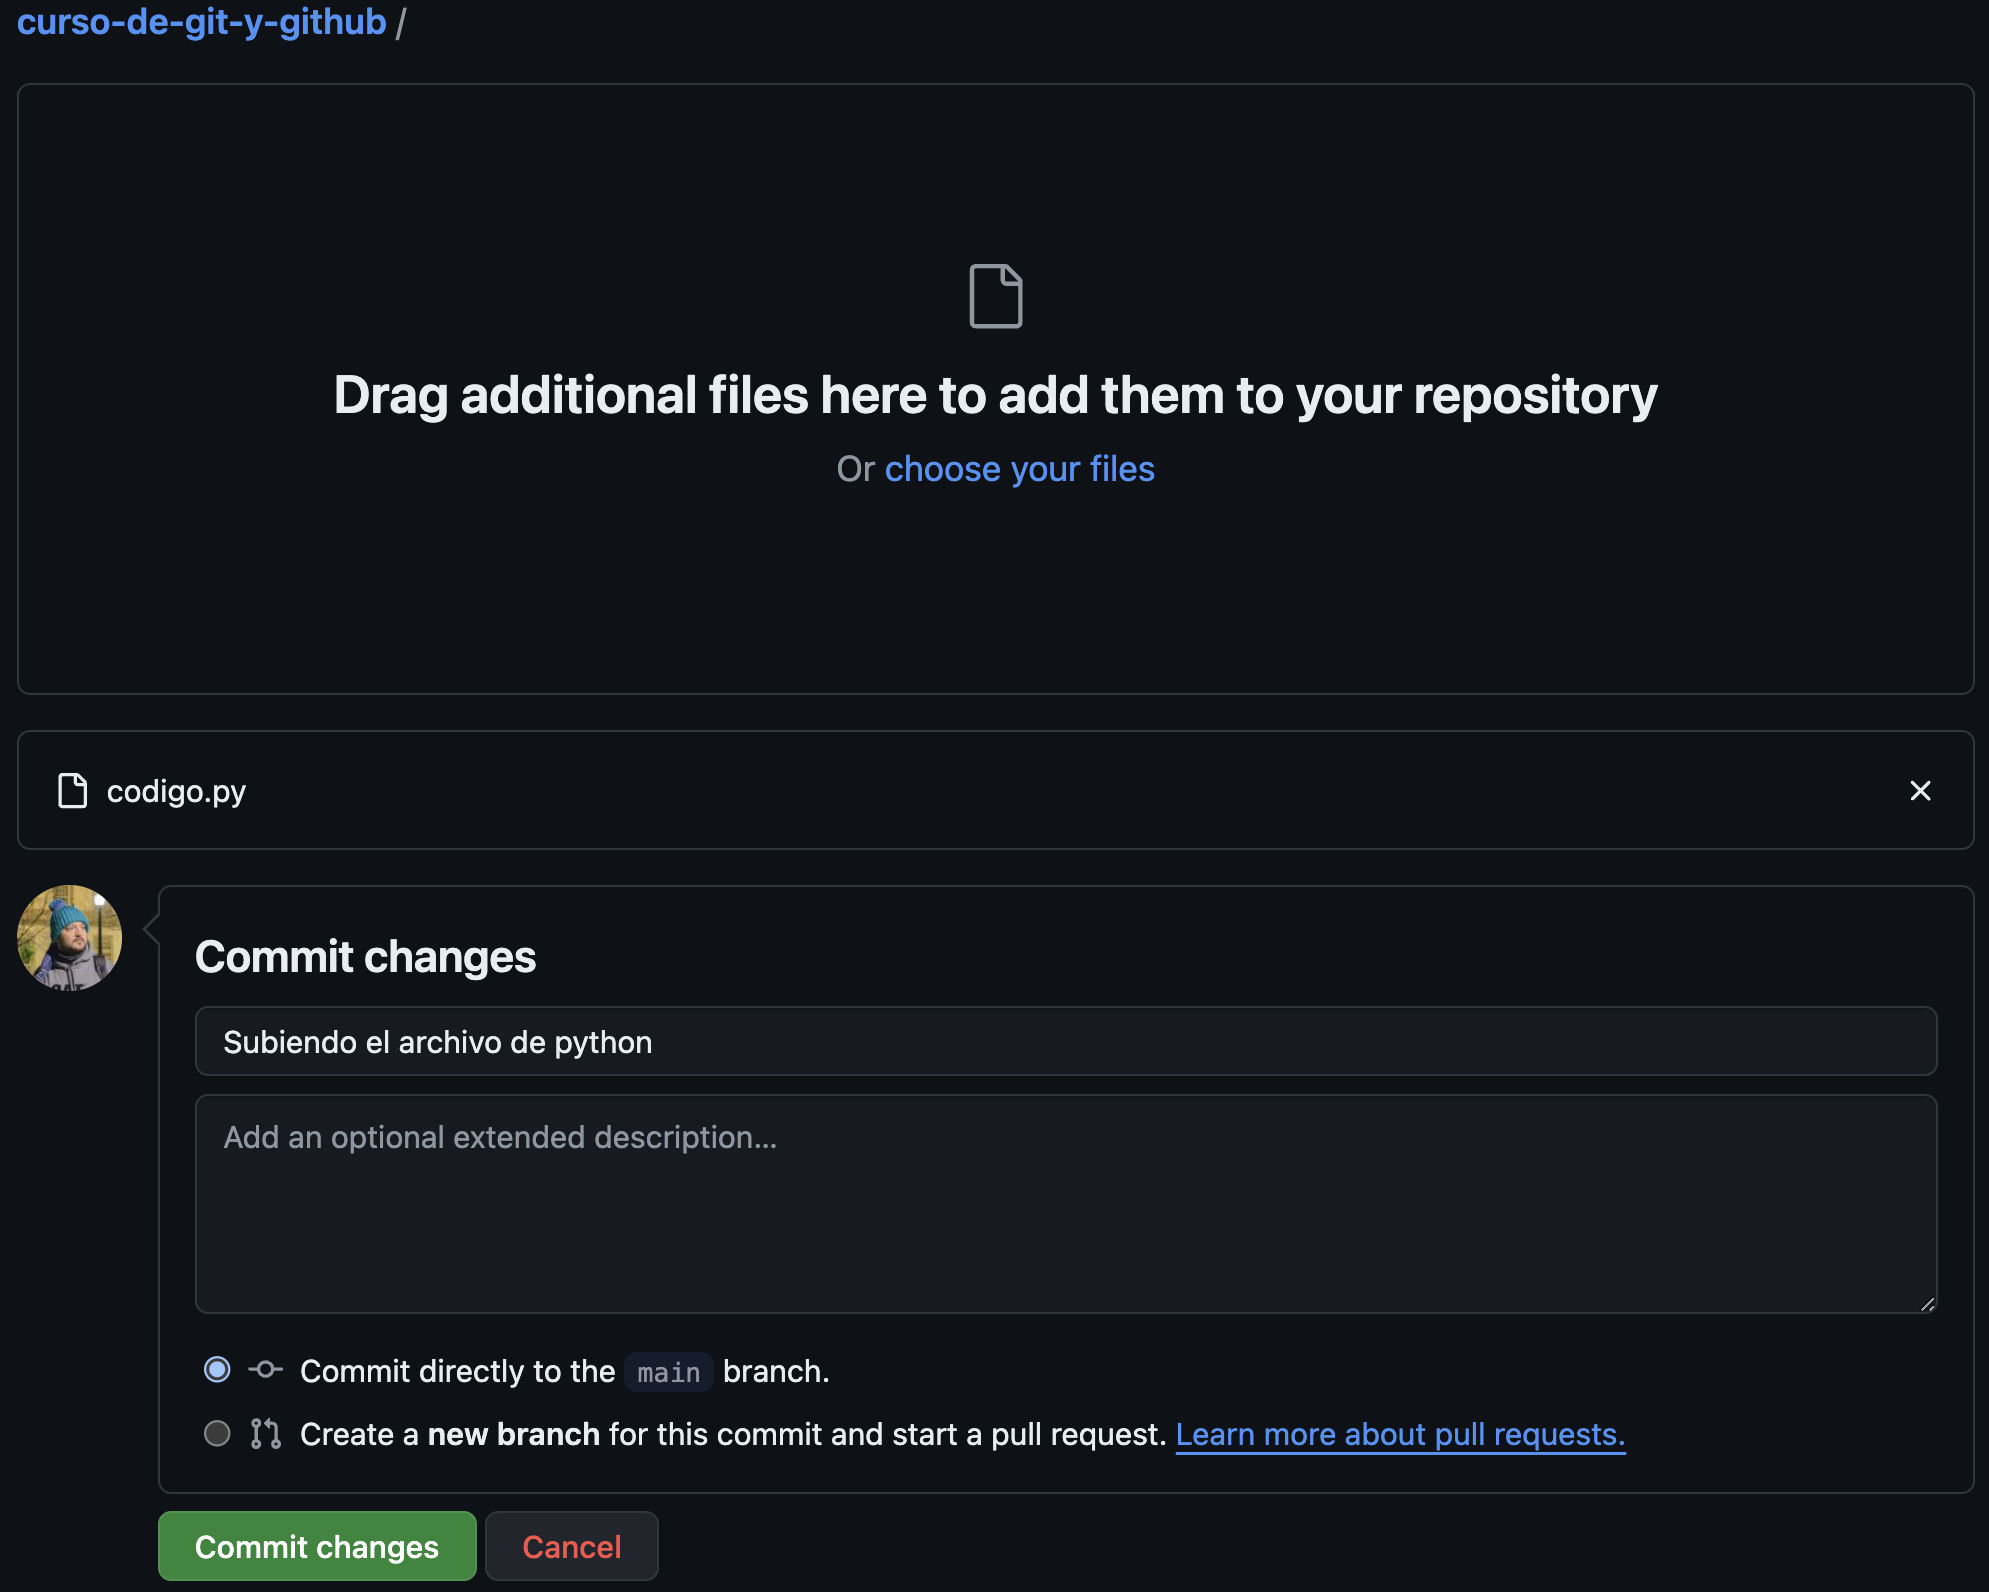 curso-de-git-y-github /
Drag additional files here to add them to your repository
Or choose your files
codigo.py
Commit changes
Subiendo el archivo de python
Add an optional extended description...
Commit directly to the main branch.
Create a new branch for this commit and start a pull request. Learn more about pull requests.
Commit changes Cancel